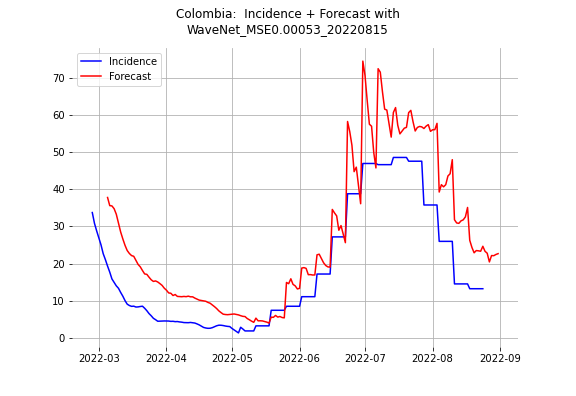 Colombia:  Incidence + Forecast with
WaveNet_MSE0.00053_20220815
Incidence
Forecast
70
60
50
40
30
20
10
0
2022-03 2022-04 2022-05 2022-06 2022-07 2022-08 2022-09